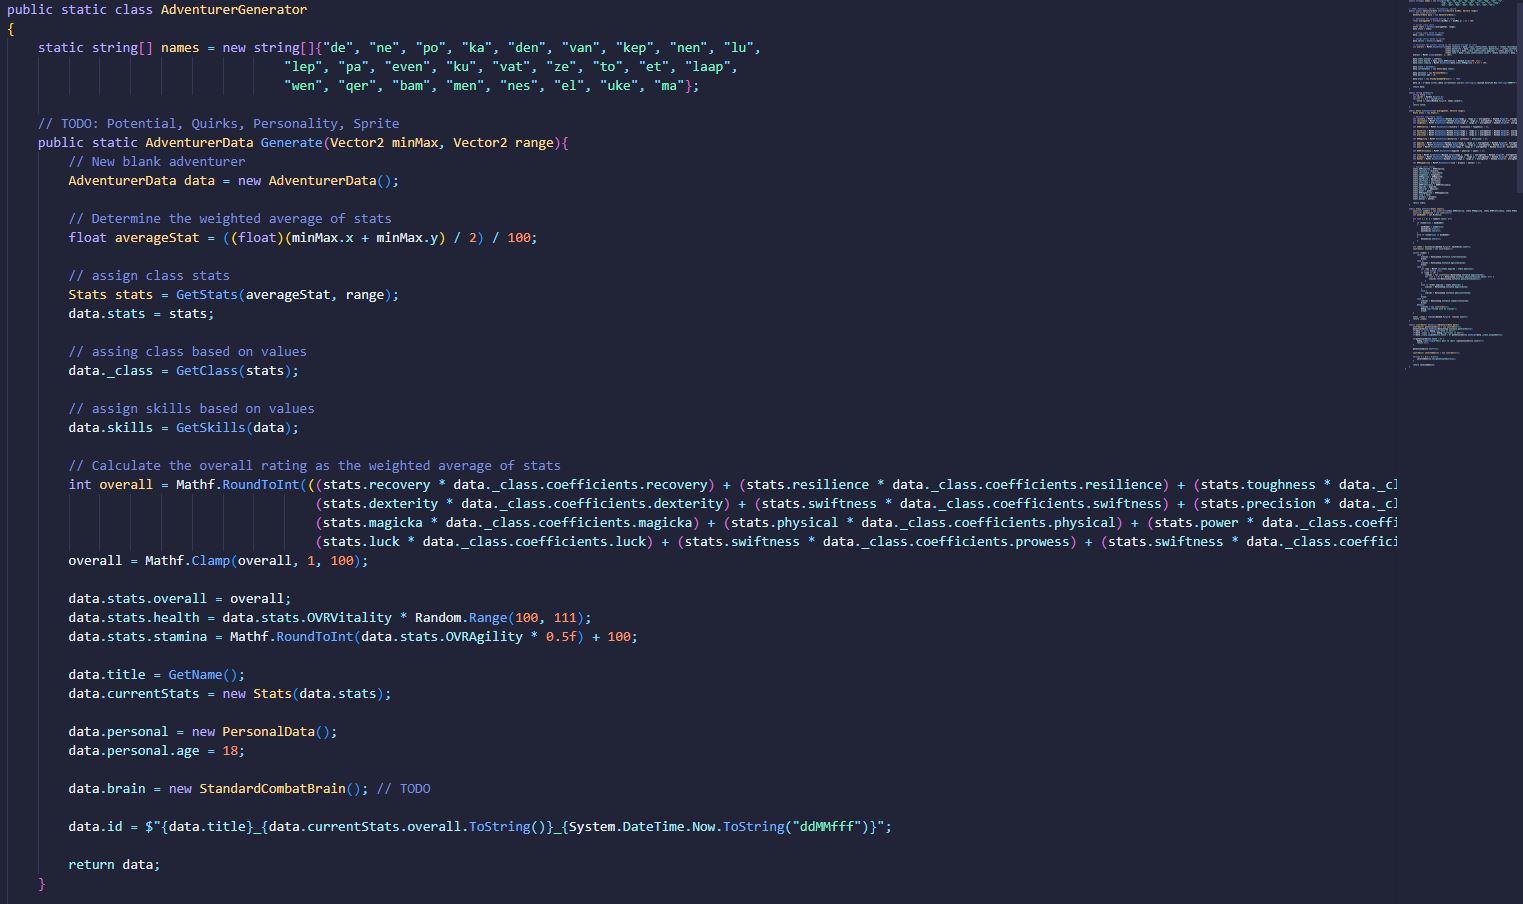 public static class AdventurerGenerator
{
static string[] names = new string[]{"de", "ne", "po", "ka", "den", "van", "kep", "nen", "lu",
"lep", "pa", "even", "ku", "vat", "ze", "to", "et", "laap",
"wen", "qer", "bam", "men", "nes", "el", "uke", "ma"};
// TODO: Potential, Quirks, Personality, Sprite
public static AdventurerData Generate(Vector2 minMax, Vector2 range){
// New blank adventurer
AdventurerData data = new AdventurerData();
// Determine the weighted average of stats
float averageStat = ((float)(minMax.x + minMax.y) / 2) / 100;
// assign class stats
Stats stats = GetStats(averageStat, range);
data.stats = stats;
// assing class based on values
data._class = GetClass(stats);
// assign skills based on values
data.skills = GetSkills(data);
// Calculate the overall rating as the weighted average of stats
int overall = Mathf.RoundToInt(((stats.recovery * data._class.coefficients.recovery) + (stats.resilience * data._class.coefficients.resilience) + (stats.toughness * data._cl
(stats.dexterity * data._class.coefficients.dexterity) + (stats.swiftness * data._class.coefficients.swiftness) + (stats.precision * data._cl
(stats.magicka * data._class.coefficients.magicka) + (stats.physical * data._class.coefficients.physical) + (stats.power * data._class.coeffi
(stats.luck * data._class.coefficients.luck) + (stats.swiftness * data._class.coefficients.prowess) + (stats.swiftness * data._class.coeffici
overall = Mathf.Clamp(overall, 1, 100);
data.stats.overall = overall;
data.stats.health = data.stats.OVRVitality * Random.Range(100, 111);
data.stats.stamina = Mathf.RoundToInt(data.stats.OVRAgility * 0.5f) + 100;
data.title = GetName();
data.currentStats = new Stats(data.stats);
data.personal = new PersonalData();
data.personal.age = 18;
data.brain = new StandardCombatBrain(); // TODO
data.id = $"{data.title}_{data.currentStats.overall.ToString()}_{System.DateTime.Now.ToString("ddMMfff")}";
return data;
}